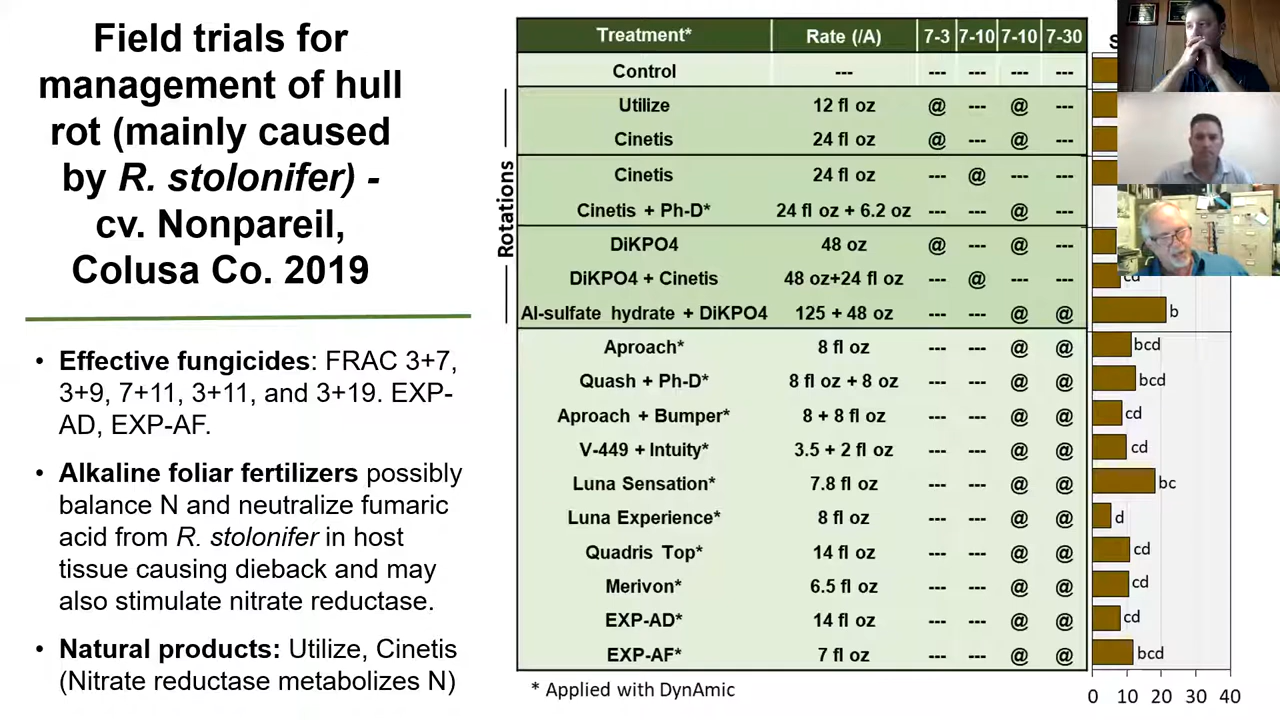 Field trials for
management of hull
rot (mainly caused
by R. stolonifer) -
cv. Nonpareil,
Colusa Co. 2019
• Effective fungicides: FRAC 3+7,
3+9, 7+11, 3+11, and 3+19. EXP-
AD, EXP-AF.
• Alkaline foliar fertilizers possibly
balance N and neutralize fumaric
acid from R. stolonifer in host
tissue causing dieback and may
also stimulate nitrate reductase.
• Natural products: Utilize, Cinetis
(Nitrate reductase metabolizes N)
Rotations
Treatment* Rate (/A) 7-3 7-10 7-10 7-30
Control --- --- --- --- ---
Utilize 12 fl oz @ --- @ ---
Cinetis 24 fl oz @ --- @ ---
Cinetis 24 fl oz --- @ --- ---
Cinetis + Ph-D* 24 fl oz + 6.2 oz --- --- @ ---
DiKPO4 48 oz @ --- @ ---
DiKPO4 + Cinetis 48 oz+24 fl oz --- @ --- --- cd
Al-sulfate hydrate + DiKPO4 125 + 48 oz --- --- @ @ b
Aproach* 8 fl oz --- --- @ @ bcd
Quash + Ph-D* 8 fl oz + 8 oz --- --- @ @ bcd
Aproach + Bumper* 8 + 8 fl oz --- --- @ @ cd
V-449 + Intuity* 3.5 + 2 fl oz --- --- @ @ cd
Luna Sensation* 7.8 fl oz --- --- @ @ bc
Luna Experience* 8 fl oz --- --- @ @ d
Quadris Top* 14 fl oz --- --- @ @ cd
Merivon* 6.5 fl oz --- --- @ @ cd
EXP-AD* 14 fl oz --- --- @ @ cd
EXP-AF* 7 fl oz --- --- @ @ bcd
* Applied with DynAmic
0 10 20 30 40